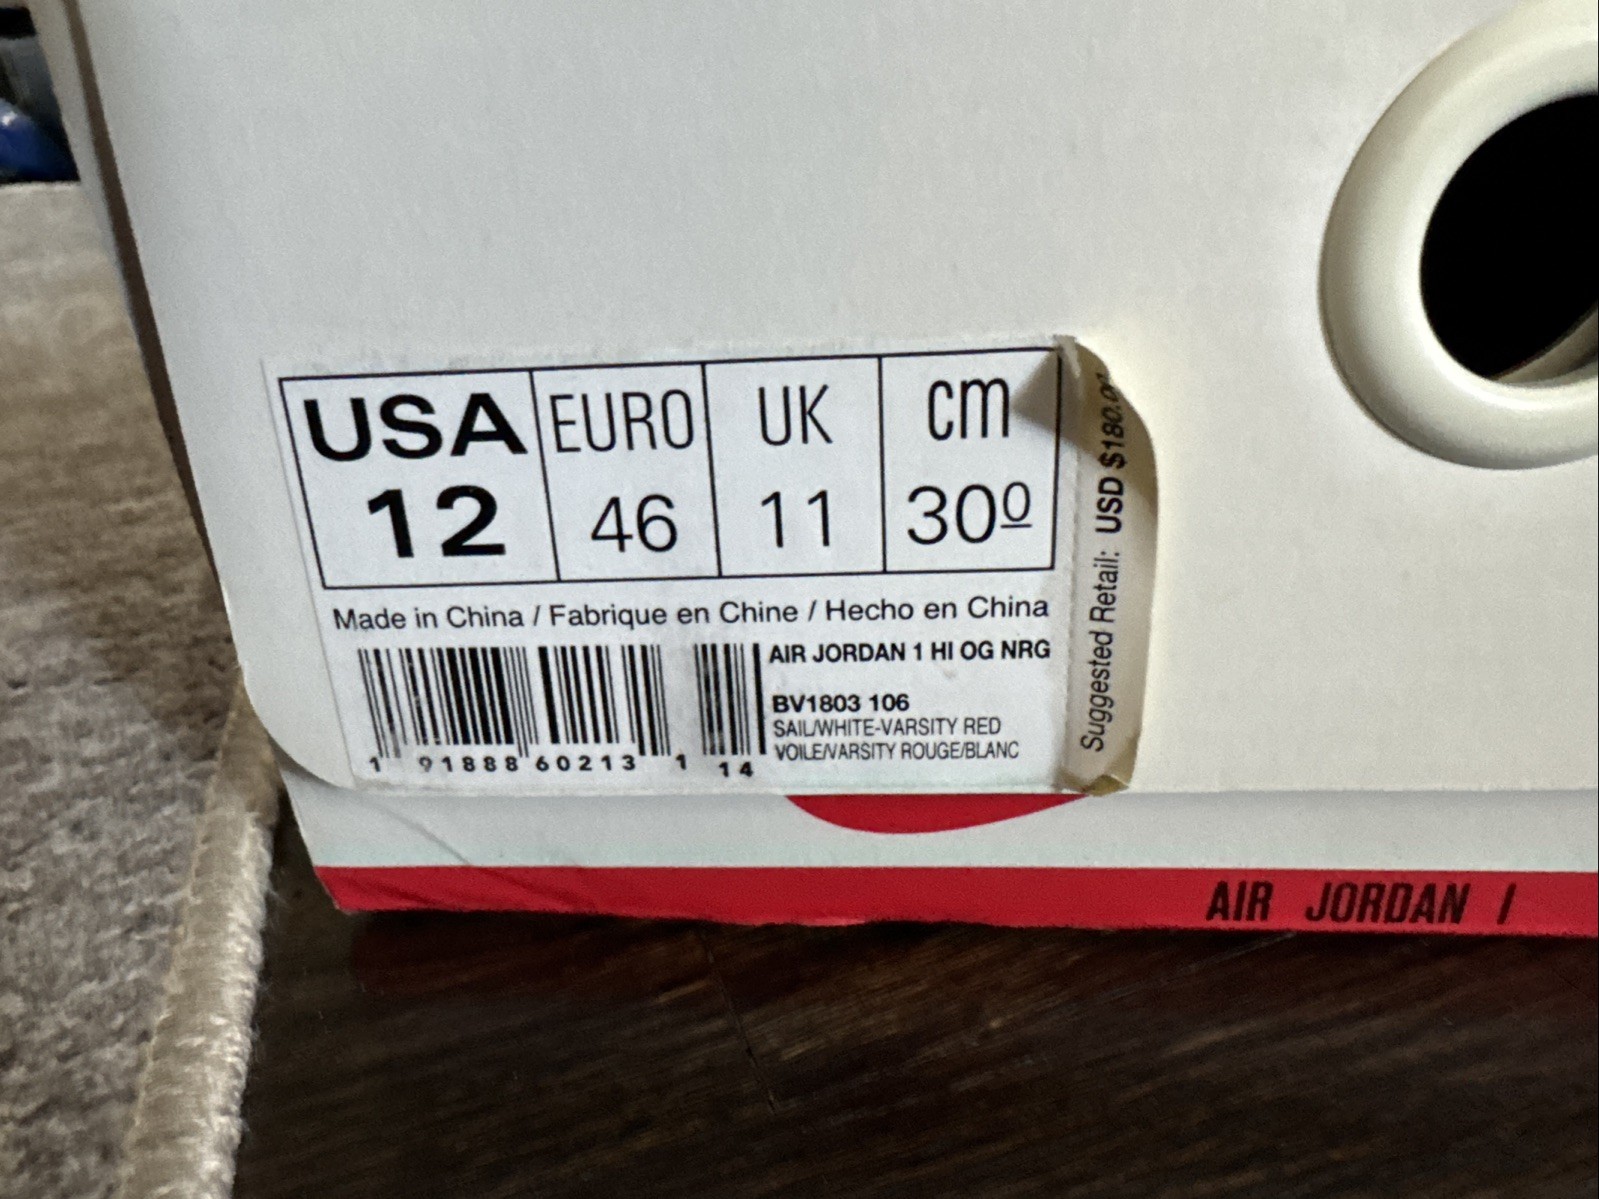 USA EURO UK cm
12 46 11 30⁰
Made in China / Fabrique en Chine / Hecho en China
AIR JORDAN 1 HI OG NRG
BV1803 106
SAIL/WHITE-VARSITY RED
VOILE/VARSITY ROUGE/BLANC
1 91888 60213 1 14
Suggested Retail: USD $180.00
AIR JORDAN I